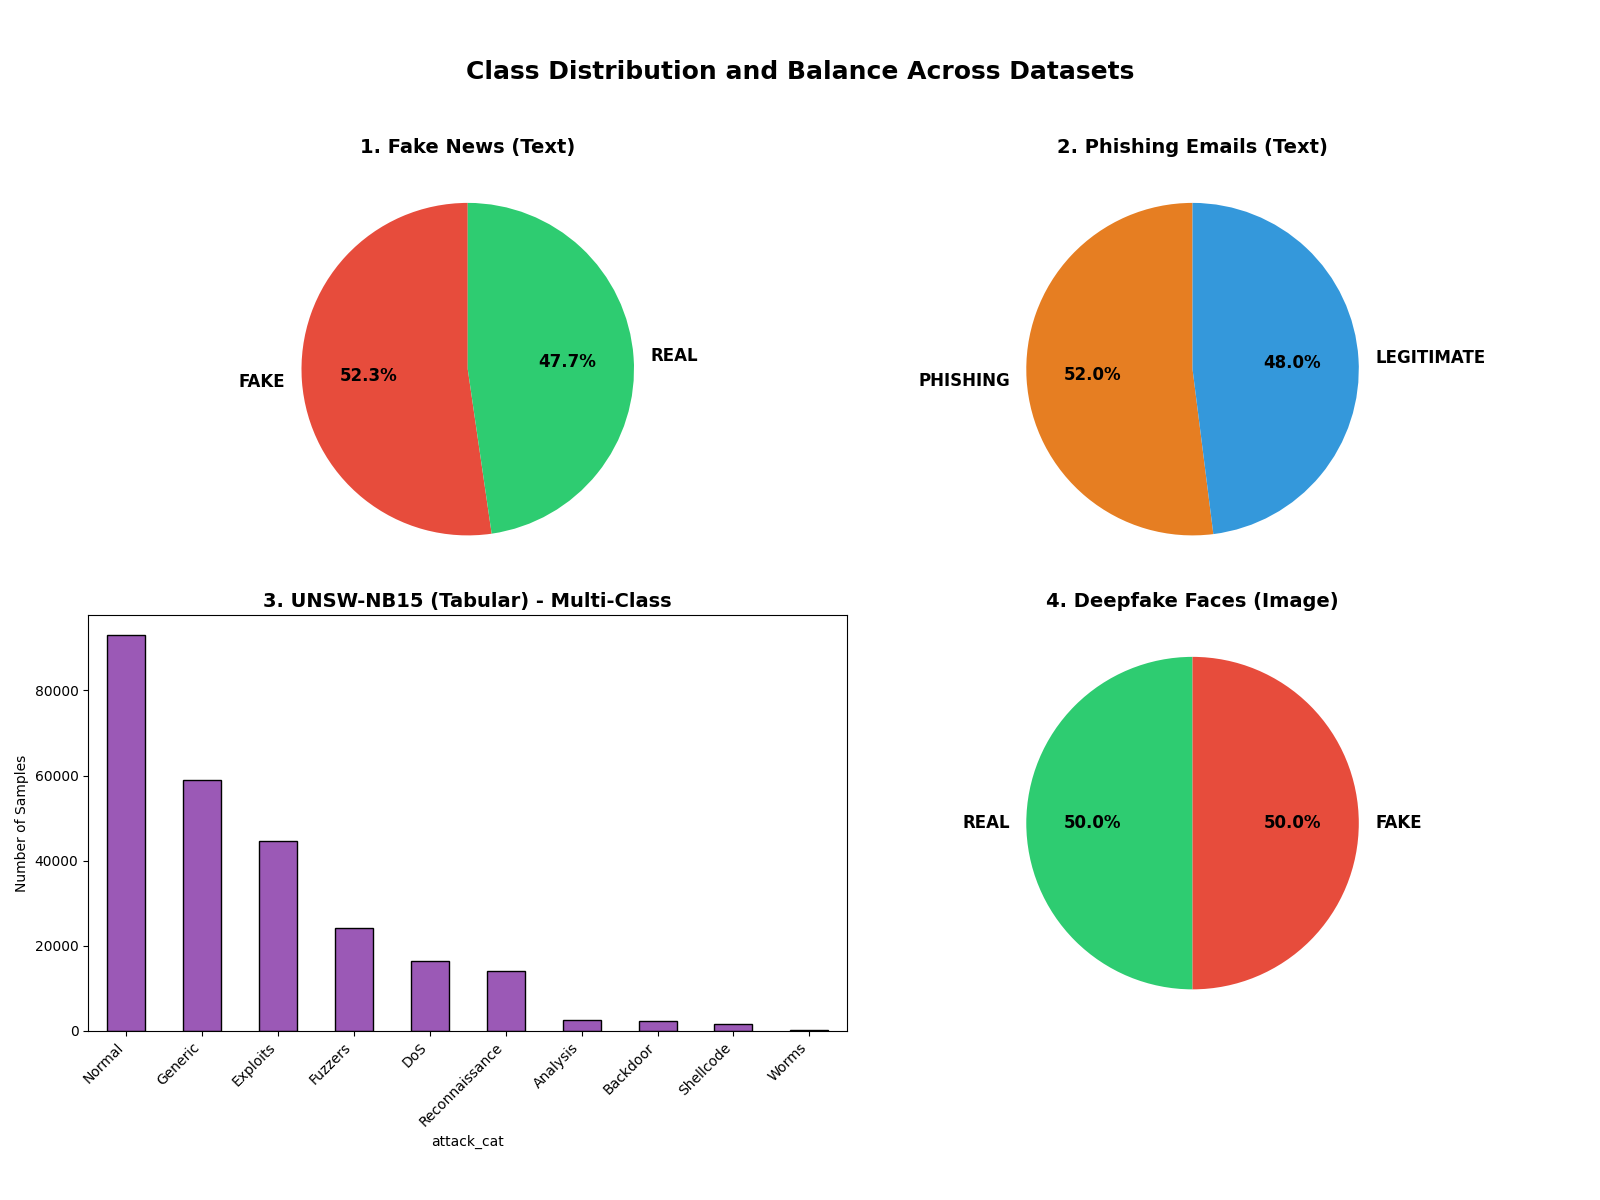 Class Distribution and Balance Across Datasets
1. Fake News (Text)
FAKE
52.3%
47.7%
REAL
2. Phishing Emails (Text)
PHISHING
52.0%
48.0%
LEGITIMATE
3. UNSW-NB15 (Tabular) - Multi-Class
Number of Samples
80000
60000
40000
20000
0
Normal
Generic
Exploits
Fuzzers
DoS
Reconnaissance
Analysis
Backdoor
Shellcode
Worms
attack_cat
4. Deepfake Faces (Image)
REAL
50.0%
50.0%
FAKE